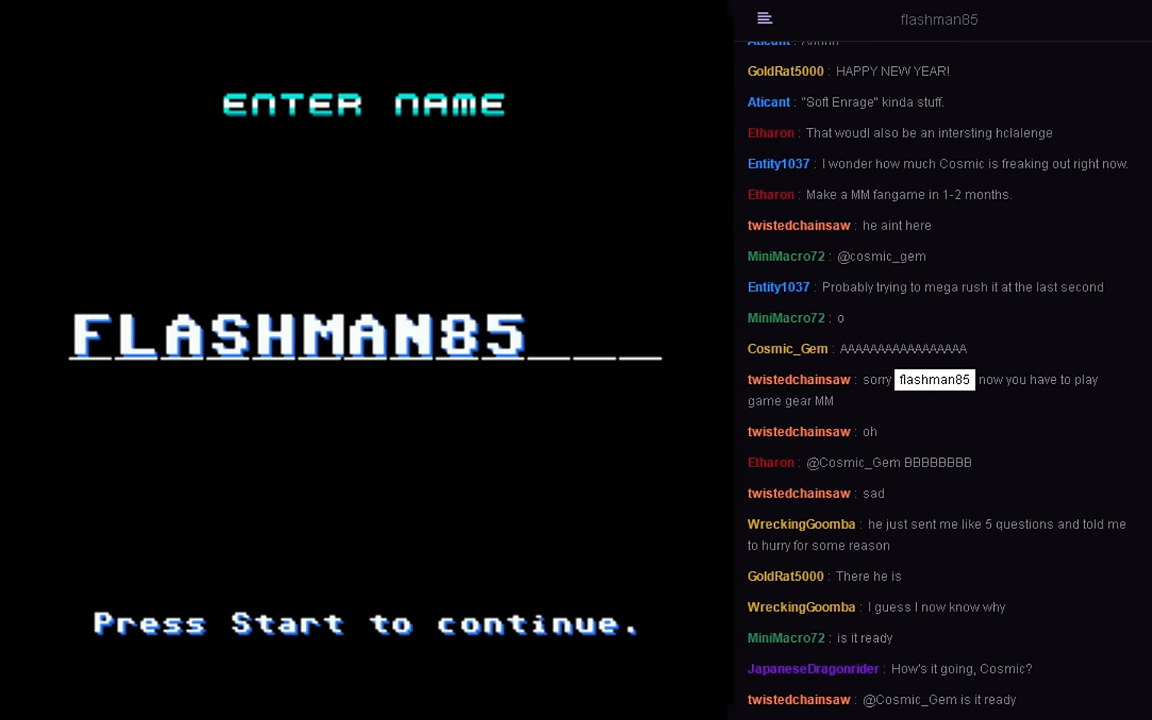 ENTER NAME
FLASHMAN85___
Press Start to continue.
flashman85
GoldRat5000 : HAPPY NEW YEAR!
Aticant : "Soft Enrage" kinda stuff.
Etharon : That woudl also be an intersting hclalenge
Entity1037 : I wonder how much Cosmic is freaking out right now.
Etharon : Make a MM fangame in 1-2 months.
twistedchainsaw : he aint here
MiniMacro72 : @cosmic_gem
Entity1037 : Probably trying to mega rush it at the last second
MiniMacro72 : o
Cosmic_Gem : AAAAAAAAAAAAAAAAA
twistedchainsaw : sorry flashman85 now you have to play
game gear MM
twistedchainsaw : oh
Etharon : @Cosmic_Gem BBBBBBBB
twistedchainsaw : sad
WreckingGoomba : he just sent me like 5 questions and told me
to hurry for some reason
GoldRat5000 : There he is
WreckingGoomba : I guess I now know why
MiniMacro72 : is it ready
JapaneseDragonrider : How's it going, Cosmic?
twistedchainsaw : @Cosmic_Gem is it ready